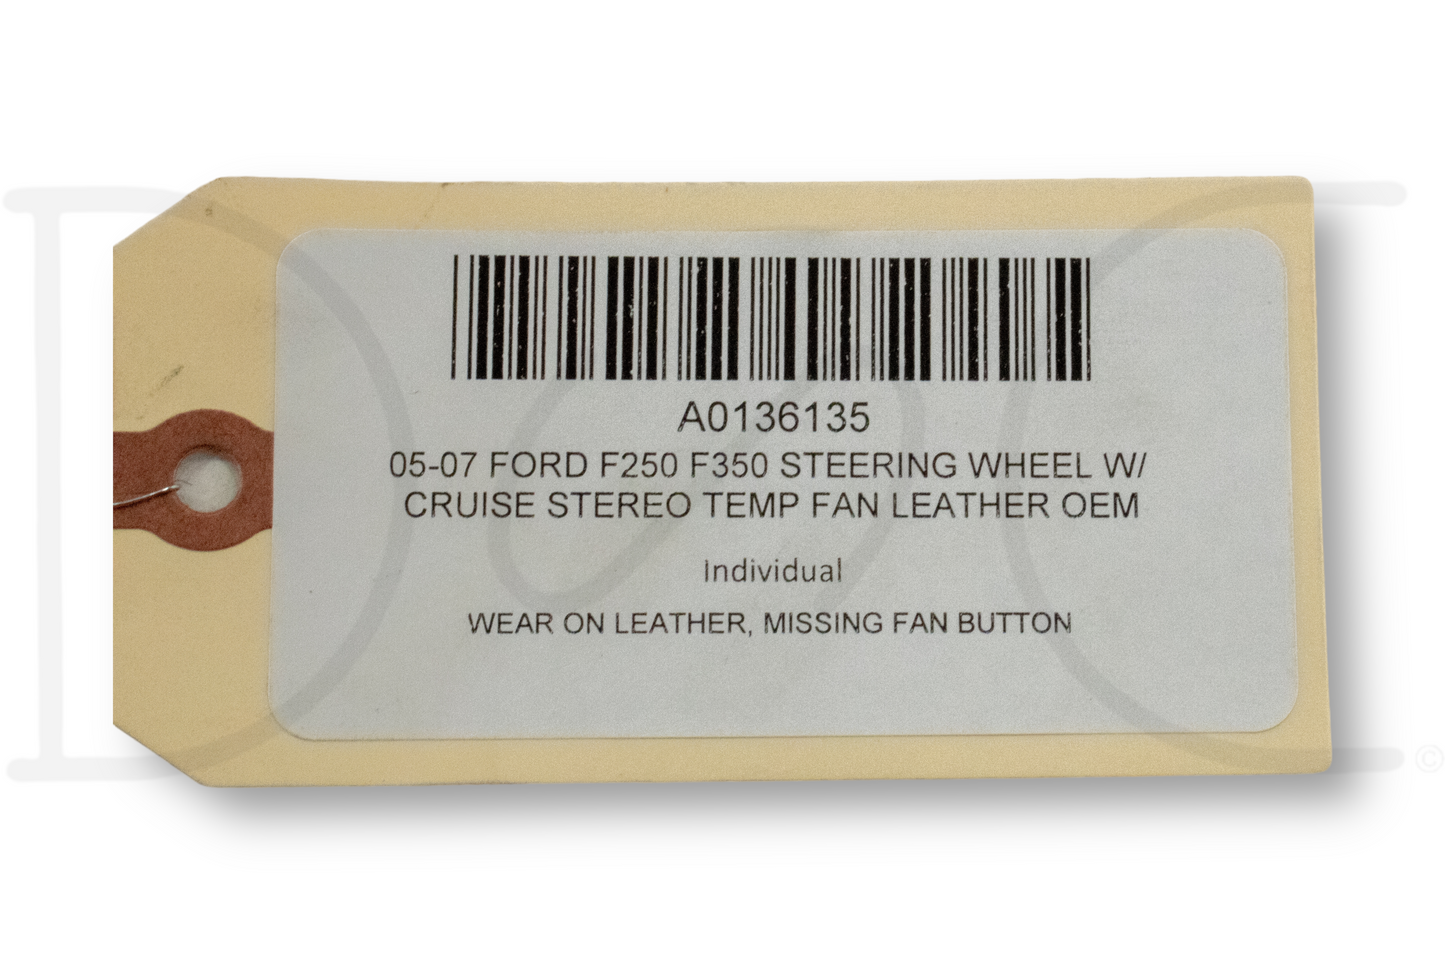 A0136135
05-07 FORD F250 F350 STEERING WHEEL W/
CRUISE STEREO TEMP FAN LEATHER OEM
Individual
WEAR ON LEATHER, MISSING FAN BUTTON
©